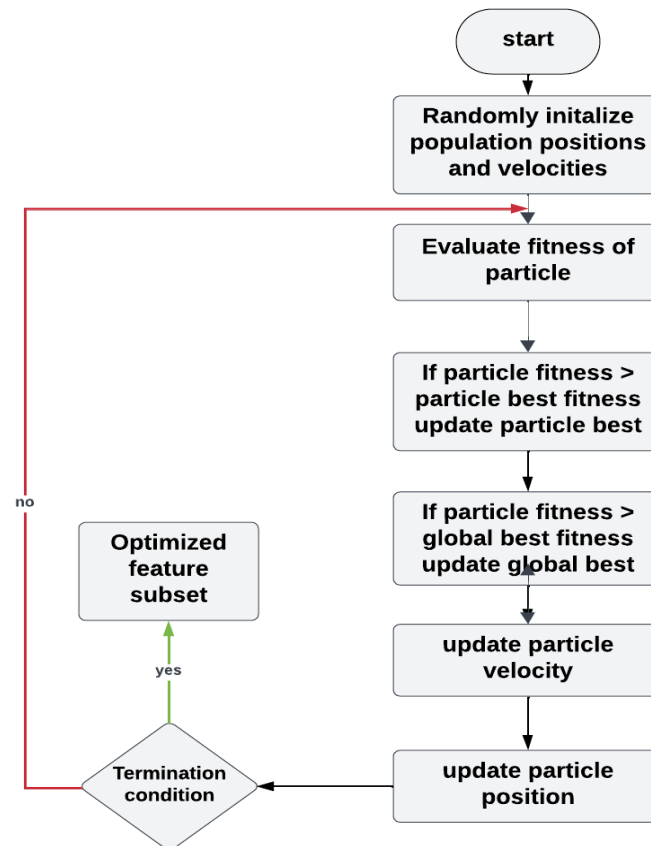 start
Randomly initalize
population positions
and velocities
Evaluate fitness of
particle
If particle fitness >
particle best fitness
update particle best
If particle fitness >
global best fitness
update global best
no
Optimized
feature
subset
update particle
velocity
yes
Termination
condition
update particle
position